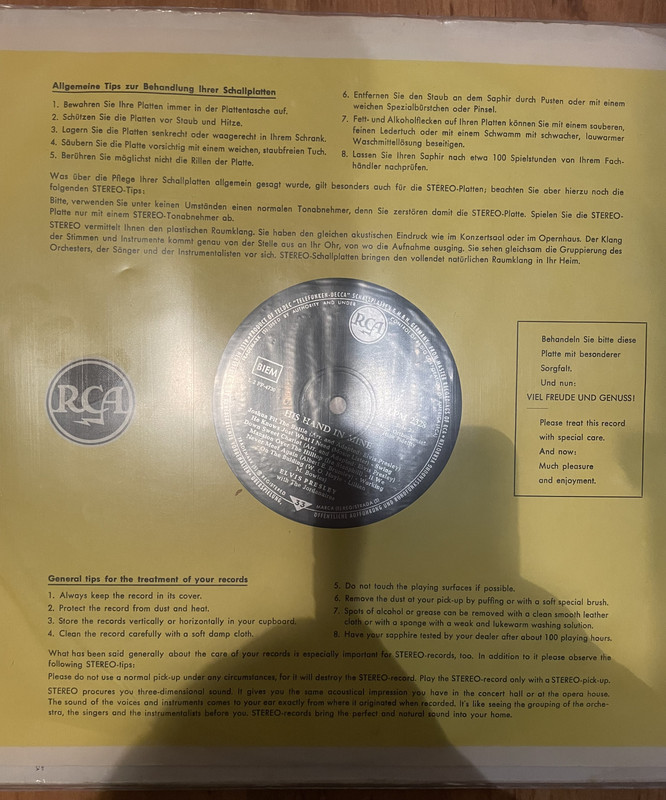 Allgemeine Tips zur Behandlung Ihrer Schallplatten
1. Bewahren Sie Ihre Platten immer in der Plattentasche auf.
2. Schützen Sie die Platten vor Staub und Hitze.
3. Lagern Sie die Platten senkrecht oder waagerecht in Ihrem Schrank.
4. Säubern Sie die Platte vorsichtig mit einem weichen, staubfreien Tuch.
5. Berühren Sie möglichst nicht die Rillen der Platte.
6. Entfernen Sie den Staub an dem Saphir durch Pusten oder mit einem
weichen Spezialbürstchen oder Pinsel.
7. Fett- und Alkoholflecken auf Ihren Platten können Sie mit einem sauberen,
feinen Ledertuch oder mit einem Schwamm mit schwacher, lauwarmer
Waschmittellösung beseitigen.
8. Lassen Sie Ihren Saphir nach etwa 100 Spielstunden von Ihrem Fach-
händler nachprüfen.
Was über die Pflege Ihrer Schallplatten allgemein gesagt wurde, gilt besonders auch für die STEREO-Platten; beachten Sie aber hierzu noch die
folgenden STEREO-Tips:
Bitte, verwenden Sie unter keinen Umständen einen normalen Tonabnehmer, denn Sie zerstören damit die STEREO-Platte. Spielen Sie die STEREO-
Platte nur mit einem STEREO-Tonabnehmer ab.
STEREO vermittelt Ihnen den plastischen Raumklang. Sie haben den gleichen akustischen Eindruck wie im Konzertsaal oder im Opernhaus. Der Klang
der Stimmen und Instrumente kommt genau von der Stelle aus an Ihr Ohr, von wo die Aufnahme ausging. Sie sehen gleichsam die Gruppierung des
Orchesters, der Sänger und der Instrumentalisten vor sich. STEREO-Schallplatten bringen den vollendet natürlichen Raumklang in Ihr Heim.
RCA
RCA
BIEM
HIS HAND IN MINE
ELVIS PRESLEY
with The Jordanaires
33
Behandeln Sie bitte diese
Platte mit besonderer
Sorgfalt.
Und nun:
VIEL FREUDE UND GENUSS!
Please treat this record
with special care.
And now:
Much pleasure
and enjoyment.
General tips for the treatment of your records
1. Always keep the record in its cover.
2. Protect the record from dust and heat.
3. Store the records vertically or horizontally in your cupboard.
4. Clean the record carefully with a soft damp cloth.
5. Do not touch the playing surfaces if possible.
6. Remove the dust at your pick-up by puffing or with a soft special brush.
7. Spots of alcohol or grease can be removed with a clean smooth leather
cloth or with a sponge with a weak and lukewarm washing solution.
8. Have your sapphire tested by your dealer after about 100 playing hours.
What has been said generally about the care of your records is especially important for STEREO-records, too. In addition to it please observe the
following STEREO-tips:
Please do not use a normal pick-up under any circumstances, for it will destroy the STEREO-record. Play the STEREO-record only with a STEREO-pick-up.
STEREO procures you three-dimensional sound. It gives you the same acoustical impression you have in the concert hall or at the opera house.
The sound of the voices and instruments comes to your ear exactly from where it originated when recorded. It's like seeing the grouping of the orche-
stra, the singers and the instrumentalists before you. STEREO-records bring the perfect and natural sound into your home.